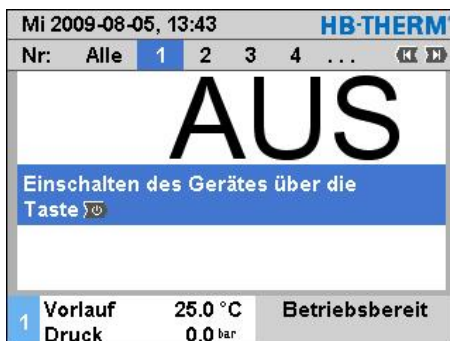 Mi 2009-08-05, 13:43 HB-THERM
Nr: Alle 1 2 3 4 ...
AUS
Einschalten des Gerätes über die
Taste
1 Vorlauf 25.0 °C Betriebsbereit
Druck 0.0 bar